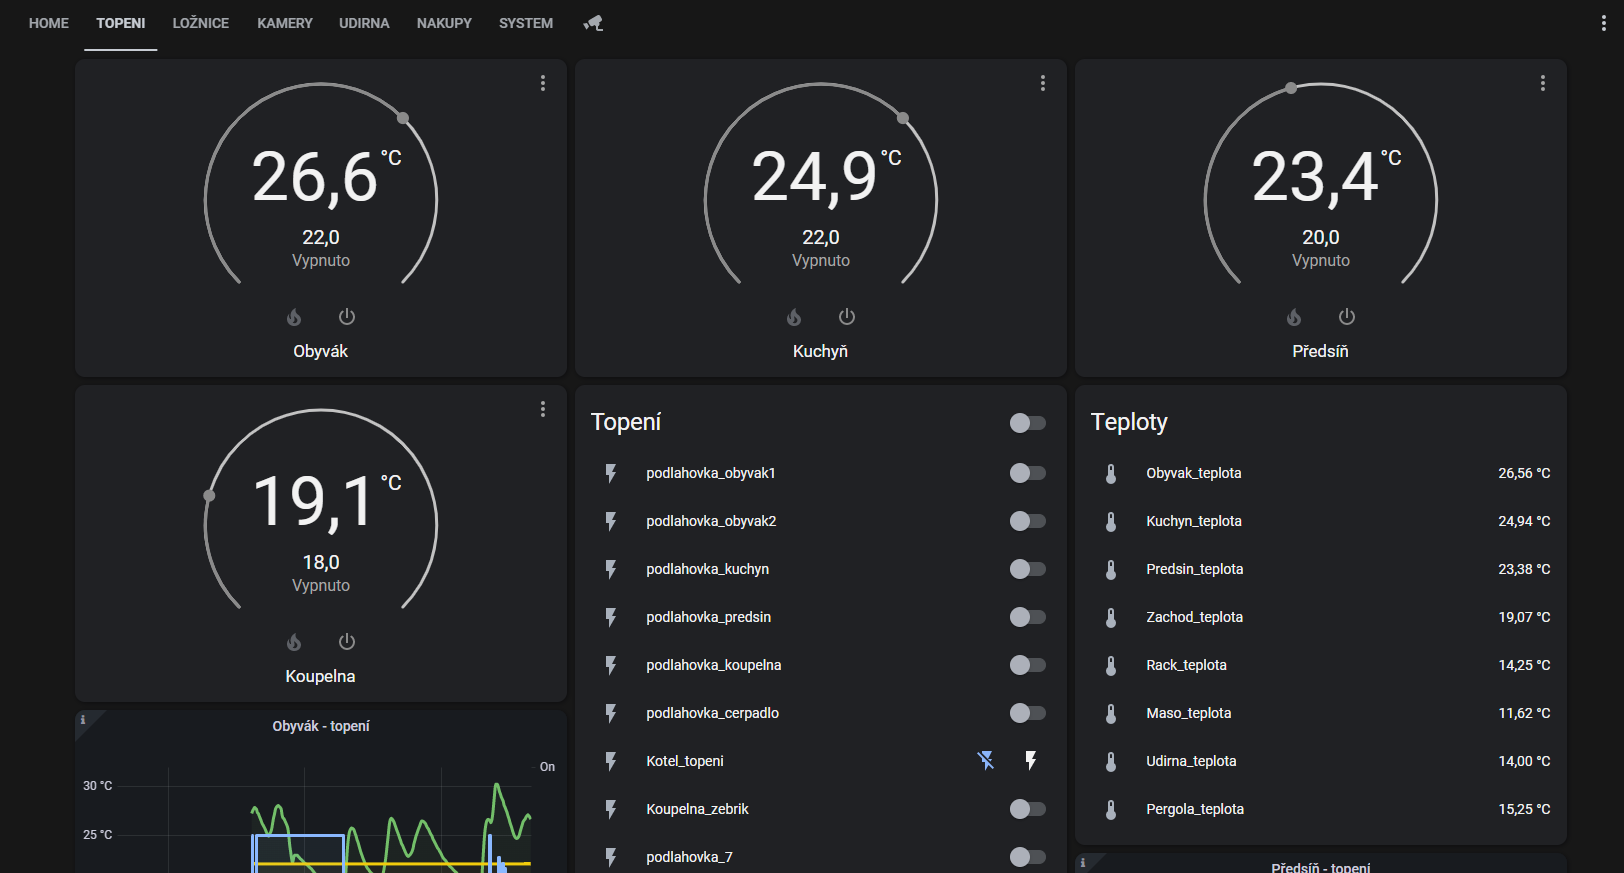 HOME TOPENI LOŽNICE KAMERY UDIRNA NAKUPY SYSTEM
26,6 °C
22,0
Vypnuto
Obyvák
24,9 °C
22,0
Vypnuto
Kuchyň
23,4 °C
20,0
Vypnuto
Předsíň
19,1 °C
18,0
Vypnuto
Koupelna
Obyvák - topení
On
30 °C
25 °C
Topení
podlahovka_obyvak1
podlahovka_obyvak2
podlahovka_kuchyn
podlahovka_predsin
podlahovka_koupelna
podlahovka_cerpadlo
Kotel_topeni
Koupelna_zebrik
podlahovka_7
Teploty
Obyvak_teplota 26,56 °C
Kuchyn_teplota 24,94 °C
Predsin_teplota 23,38 °C
Zachod_teplota 19,07 °C
Rack_teplota 14,25 °C
Maso_teplota 11,62 °C
Udirna_teplota 14,00 °C
Pergola_teplota 15,25 °C
Předsíň - topení